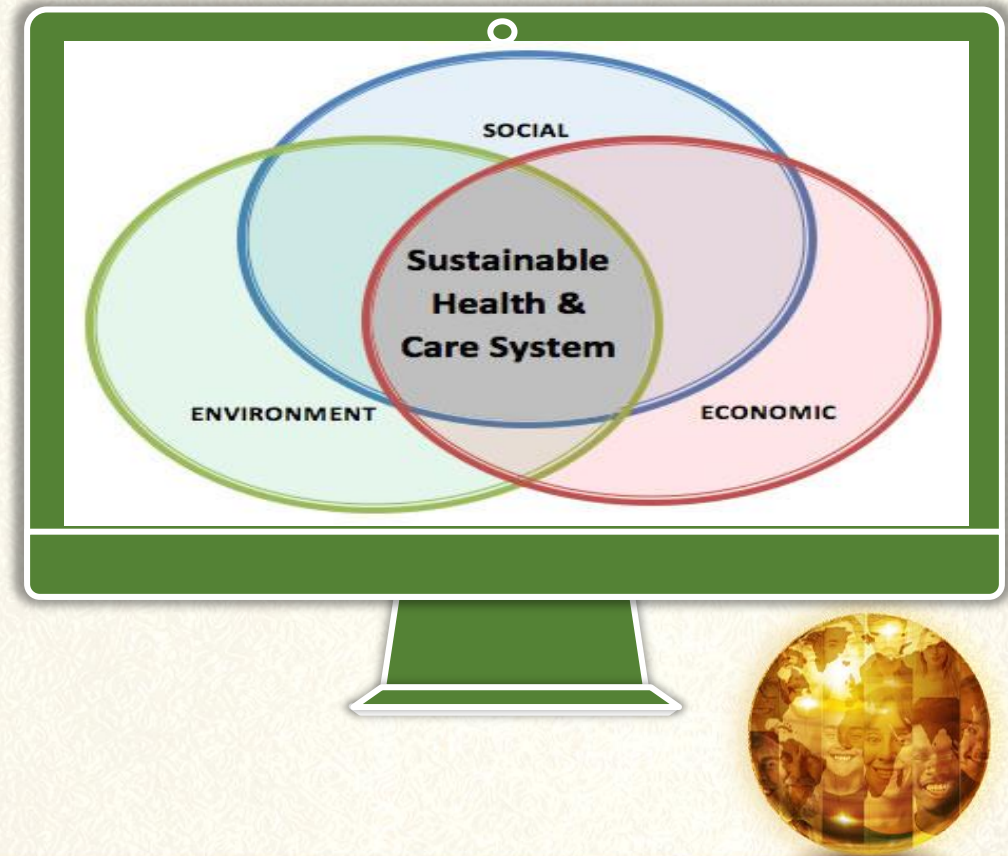 SOCIAL
Sustainable
Health &
Care System
ENVIRONMENT
ECONOMIC